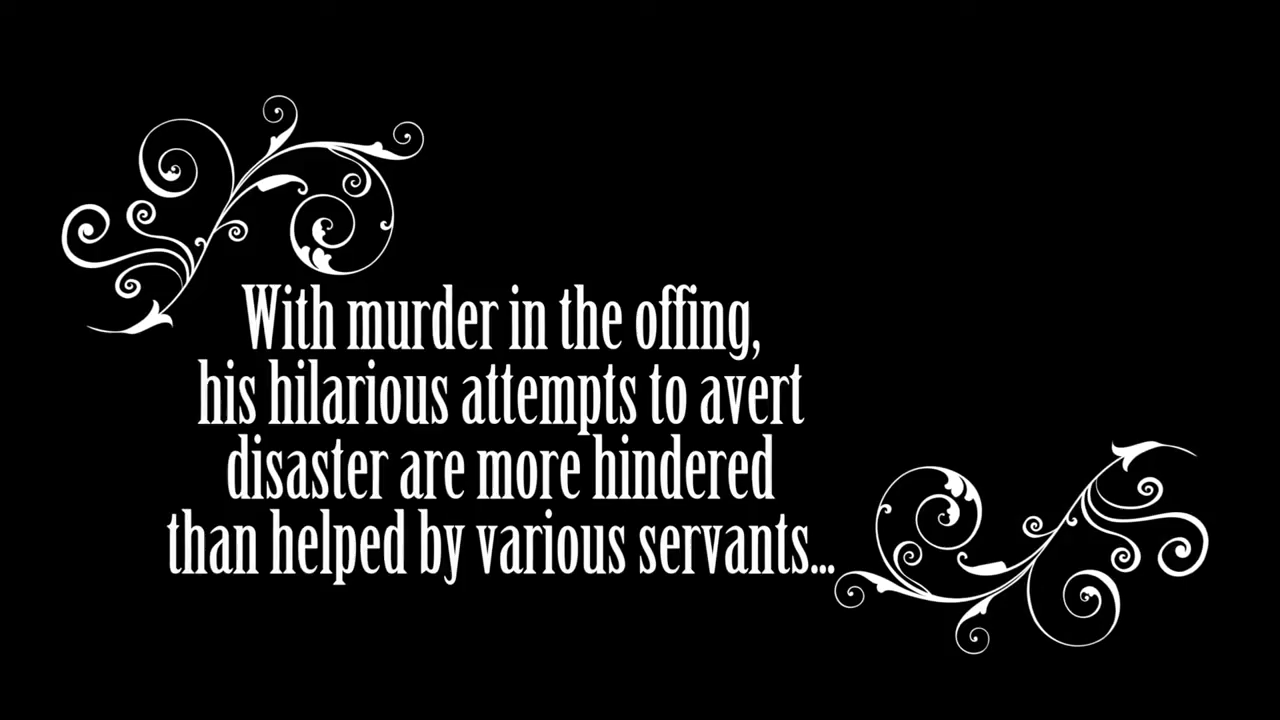 With murder in the offing,
his hilarious attempts to avert
disaster are more hindered
than helped by various servants...